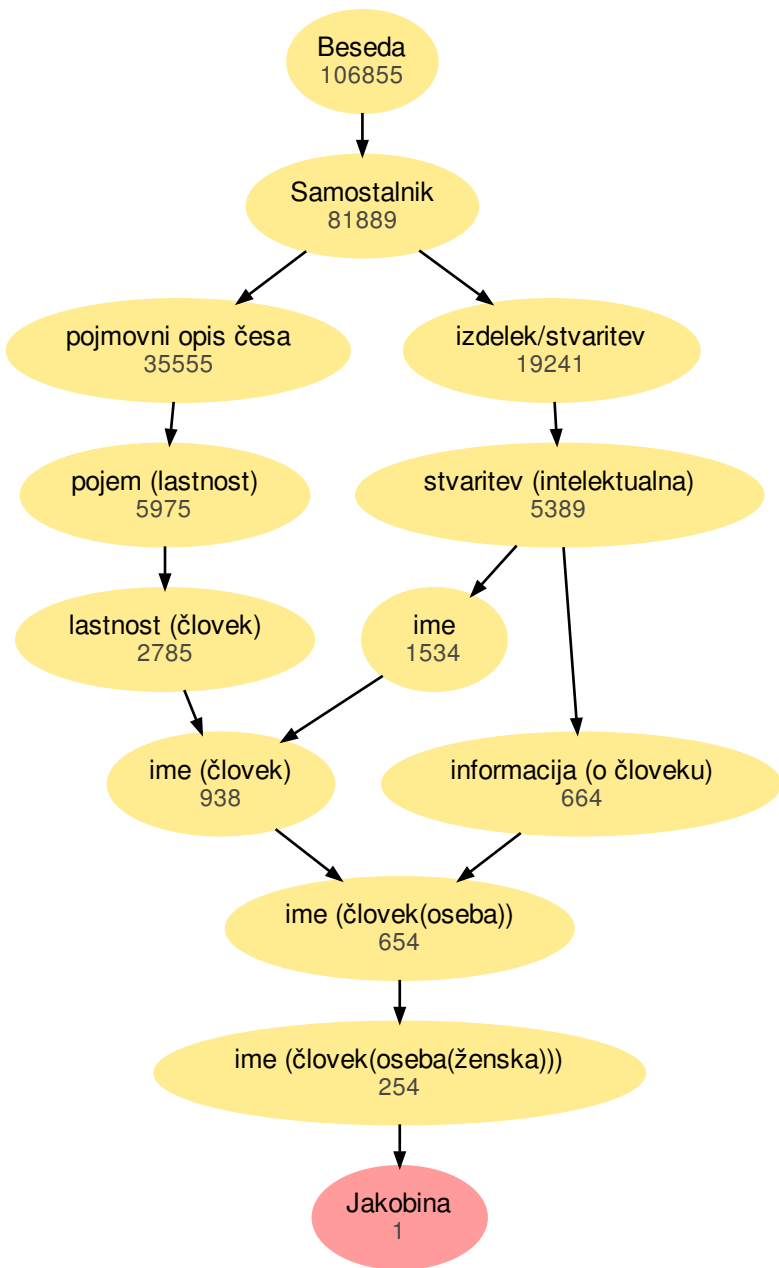 Beseda
106855
Samostalnik
81889
pojmovni opis česa
35555
izdelek/stvaritev
19241
pojem (lastnost)
5975
stvaritev (intelektualna)
5389
lastnost (človek)
2785
ime
1534
ime (človek)
938
informacija (o človeku)
664
ime (človek(oseba))
654
ime (človek(oseba(ženska)))
254
Jakobina
1